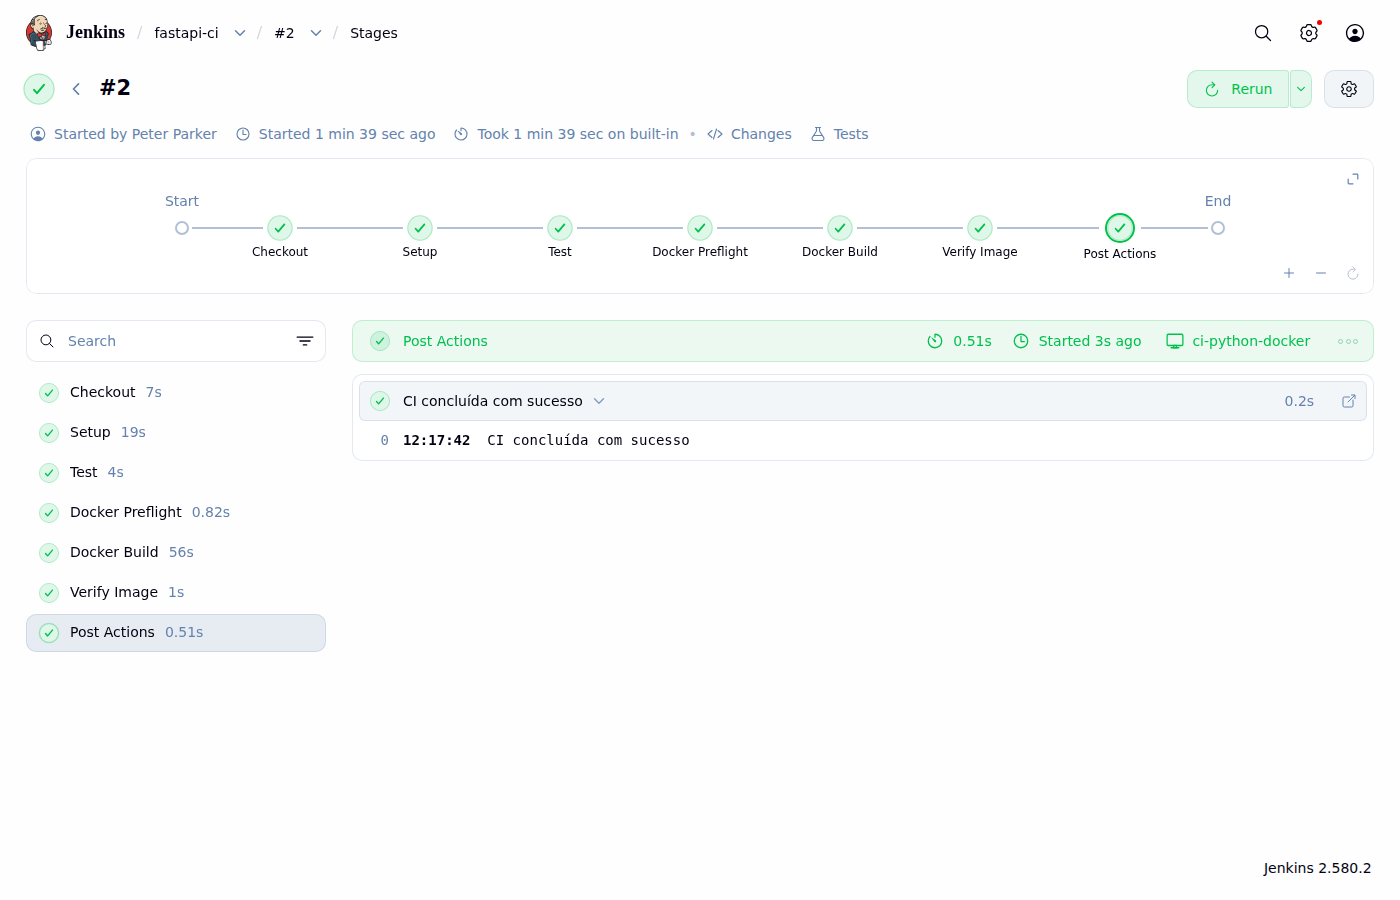 Jenkins / fastapi-ci / #2 / Stages
#2
Rerun
Started by Peter Parker Started 1 min 39 sec ago Took 1 min 39 sec on built-in • Changes Tests
Start End
Checkout Setup Test Docker Preflight Docker Build Verify Image Post Actions
Search
Post Actions 0.51s Started 3s ago ci-python-docker
Checkout 7s
CI concluída com sucesso 0.2s
Setup 19s
0 12:17:42 CI concluída com sucesso
Test 4s
Docker Preflight 0.82s
Docker Build 56s
Verify Image 1s
Post Actions 0.51s
Jenkins 2.580.2